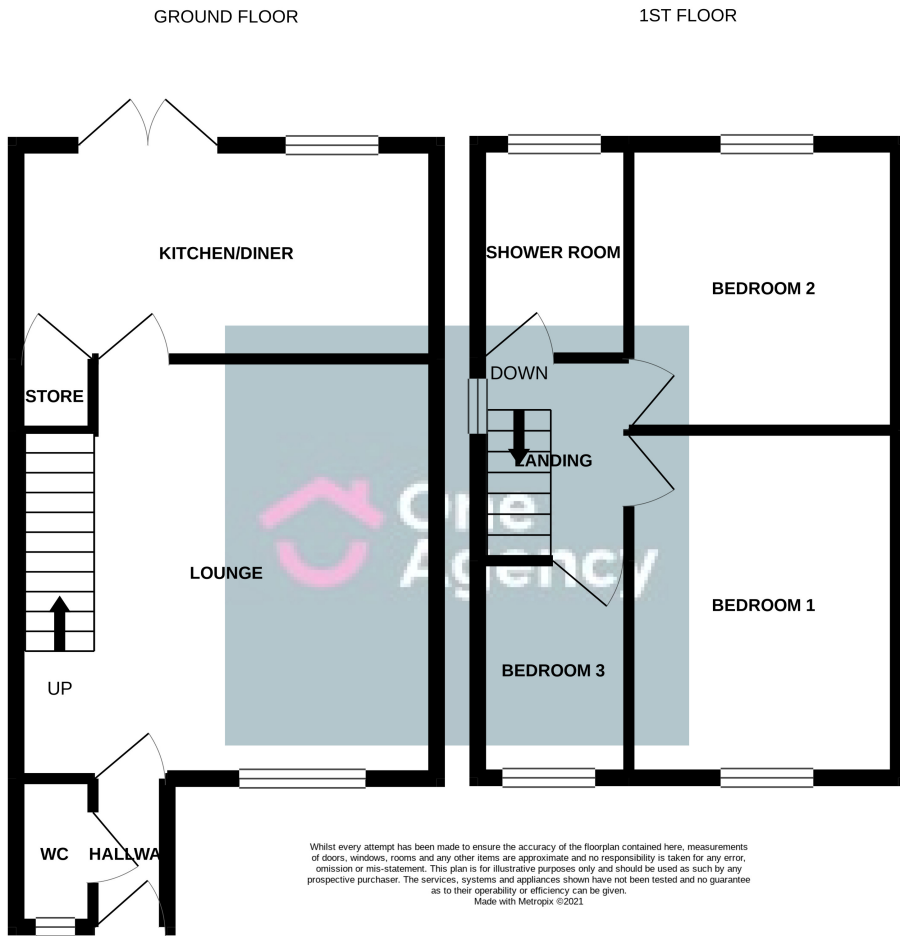 GROUND FLOOR
1ST FLOOR
KITCHEN/DINER
SHOWER ROOM
BEDROOM 2
STORE
DOWN
LANDING
One
Agency
LOUNGE
BEDROOM 1
BEDROOM 3
UP
WC
HALLWA
Whilst every attempt has been made to ensure the accuracy of the floorplan contained here, measurements
of doors, windows, rooms and any other items are approximate and no responsibility is taken for any error,
omission or mis-statement. This plan is for illustrative purposes only and should be used as such by any
prospective purchaser. The services, systems and appliances shown have not been tested and no guarantee
as to their operability or efficiency can be given.
Made with Metropix ©2021